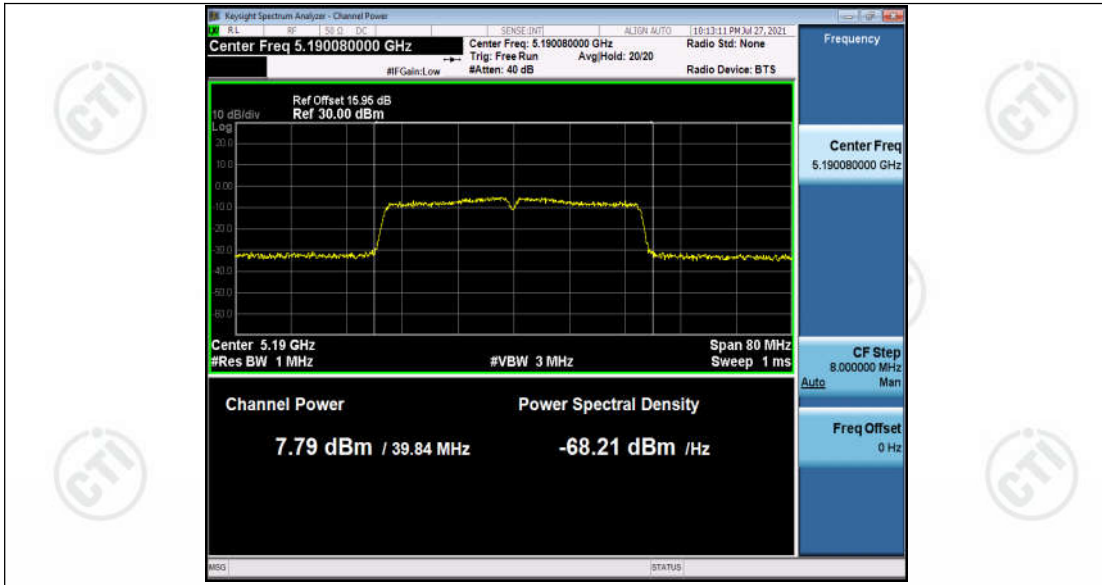 Keysight Spectrum Analyzer - Channel Power
RL RF 50 Ω DC SENSE:INT ALIGN AUTO 10:13:11 PM Jul 27, 2021
Center Freq 5.190080000 GHz
Center Freq: 5.190080000 GHz
Radio Std: None
Trig: Free Run Avg|Hold: 20/20
#IFGain:Low
#Atten: 40 dB
Radio Device: BTS
Frequency
Ref Offset 15.95 dB
10 dB/div Ref 30.00 dBm
Log
20.0
10.0
0.00
-10.0
-20.0
-30.0
-40.0
-50.0
-60.0
Center Freq
5.190080000 GHz
Center 5.19 GHz
Span 80 MHz
#Res BW 1 MHz
#VBW 3 MHz
Sweep 1 ms
CF Step
8.000000 MHz
Auto Man
Channel Power
Power Spectral Density
7.79 dBm / 39.84 MHz
-68.21 dBm /Hz
Freq Offset
0 Hz
MSG
STATUS
CTI
CTI
CTI
CTI